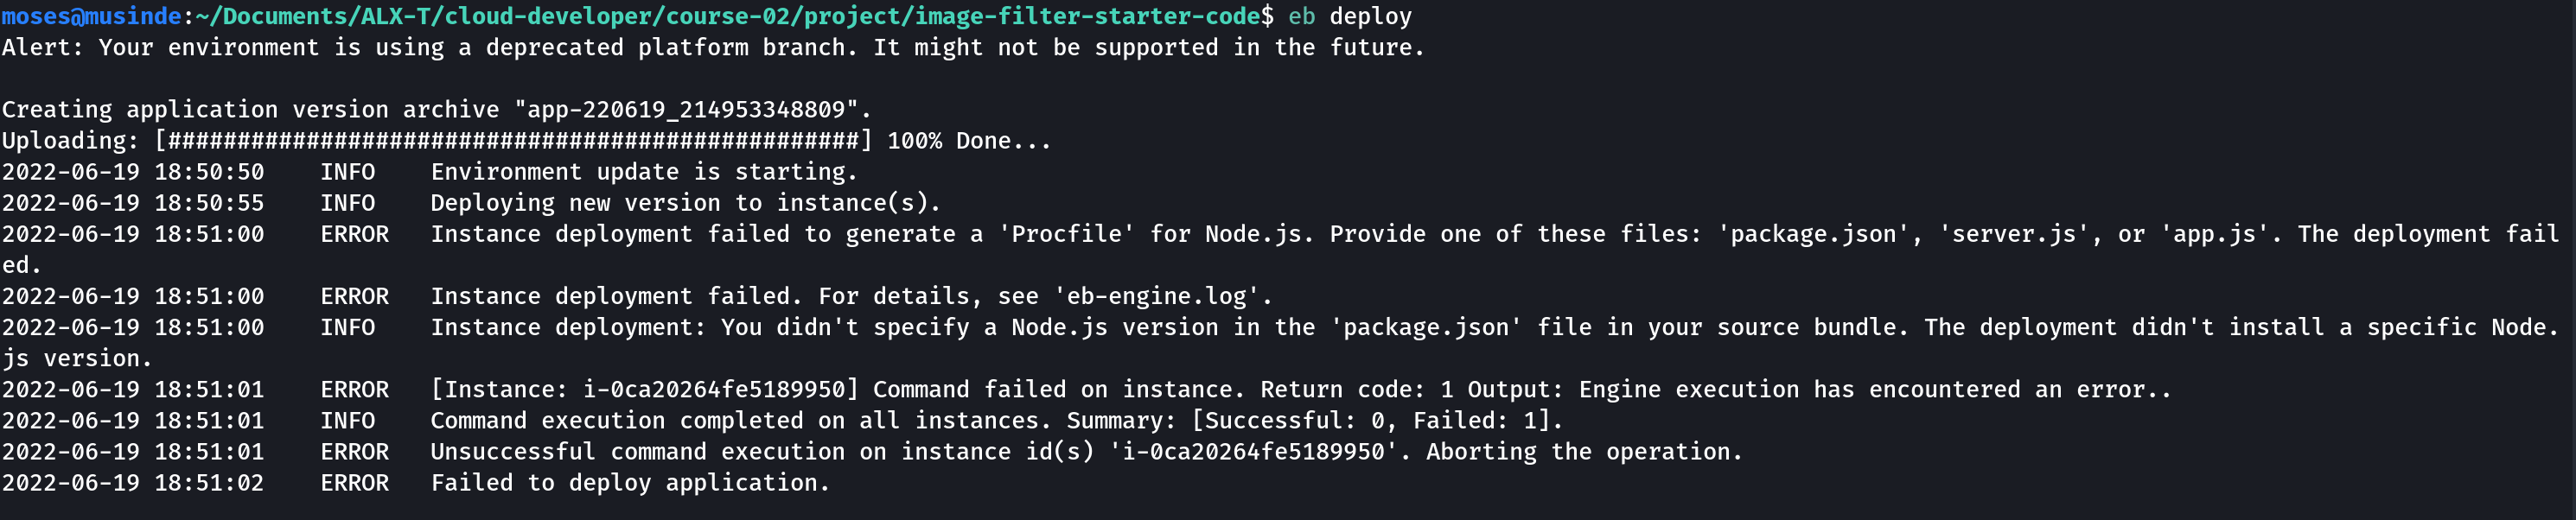 moses@musinde:~/Documents/ALX-T/cloud-developer/course-02/project/image-filter-starter-code$ eb deploy
Alert: Your environment is using a deprecated platform branch. It might not be supported in the future.
Creating application version archive "app-220619_214953348809".
Uploading: [##################################################] 100% Done...
2022-06-19 18:50:50    INFO    Environment update is starting.
2022-06-19 18:50:55    INFO    Deploying new version to instance(s).
2022-06-19 18:51:00    ERROR   Instance deployment failed to generate a 'Procfile' for Node.js. Provide one of these files: 'package.json', 'server.js', or 'app.js'. The deployment fail
ed.
2022-06-19 18:51:00    ERROR   Instance deployment failed. For details, see 'eb-engine.log'.
2022-06-19 18:51:00    INFO    Instance deployment: You didn't specify a Node.js version in the 'package.json' file in your source bundle. The deployment didn't install a specific Node.
js version.
2022-06-19 18:51:01    ERROR   [Instance: i-0ca20264fe5189950] Command failed on instance. Return code: 1 Output: Engine execution has encountered an error..
2022-06-19 18:51:01    INFO    Command execution completed on all instances. Summary: [Successful: 0, Failed: 1].
2022-06-19 18:51:01    ERROR   Unsuccessful command execution on instance id(s) 'i-0ca20264fe5189950'. Aborting the operation.
2022-06-19 18:51:02    ERROR   Failed to deploy application.